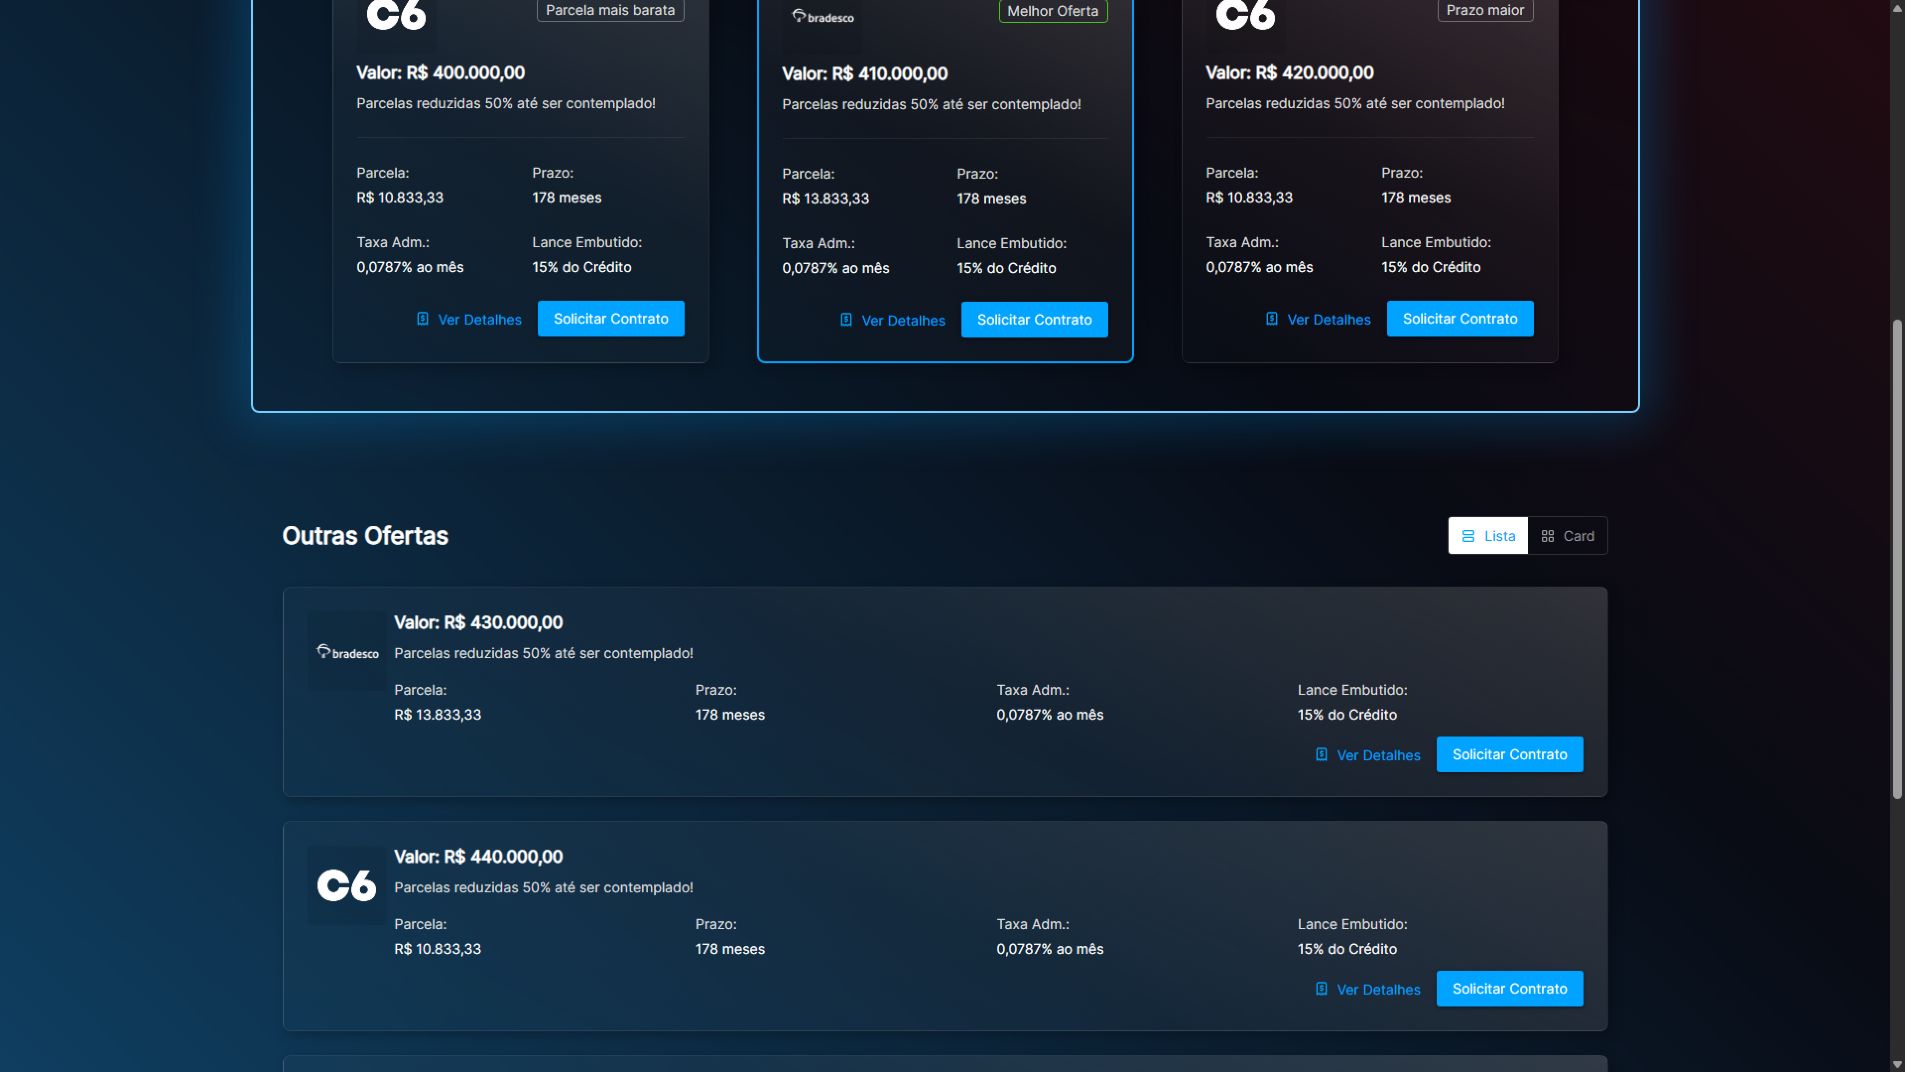 C6
Parcela mais barata
Valor: R$ 400.000,00
Parcelas reduzidas 50% até ser contemplado!
Parcela:
Prazo:
R$ 10.833,33
178 meses
Taxa Adm.:
Lance Embutido:
0,0787% ao mês
15% do Crédito
Ver Detalhes
Solicitar Contrato
bradesco
Melhor Oferta
Valor: R$ 410.000,00
Parcelas reduzidas 50% até ser contemplado!
Parcela:
Prazo:
R$ 13.833,33
178 meses
Taxa Adm.:
Lance Embutido:
0,0787% ao mês
15% do Crédito
Ver Detalhes
Solicitar Contrato
C6
Prazo maior
Valor: R$ 420.000,00
Parcelas reduzidas 50% até ser contemplado!
Parcela:
Prazo:
R$ 10.833,33
178 meses
Taxa Adm.:
Lance Embutido:
0,0787% ao mês
15% do Crédito
Ver Detalhes
Solicitar Contrato
Outras Ofertas
Lista
Card
bradesco
Valor: R$ 430.000,00
Parcelas reduzidas 50% até ser contemplado!
Parcela:
Prazo:
Taxa Adm.:
Lance Embutido:
R$ 13.833,33
178 meses
0,0787% ao mês
15% do Crédito
Ver Detalhes
Solicitar Contrato
C6
Valor: R$ 440.000,00
Parcelas reduzidas 50% até ser contemplado!
Parcela:
Prazo:
Taxa Adm.:
Lance Embutido:
R$ 10.833,33
178 meses
0,0787% ao mês
15% do Crédito
Ver Detalhes
Solicitar Contrato